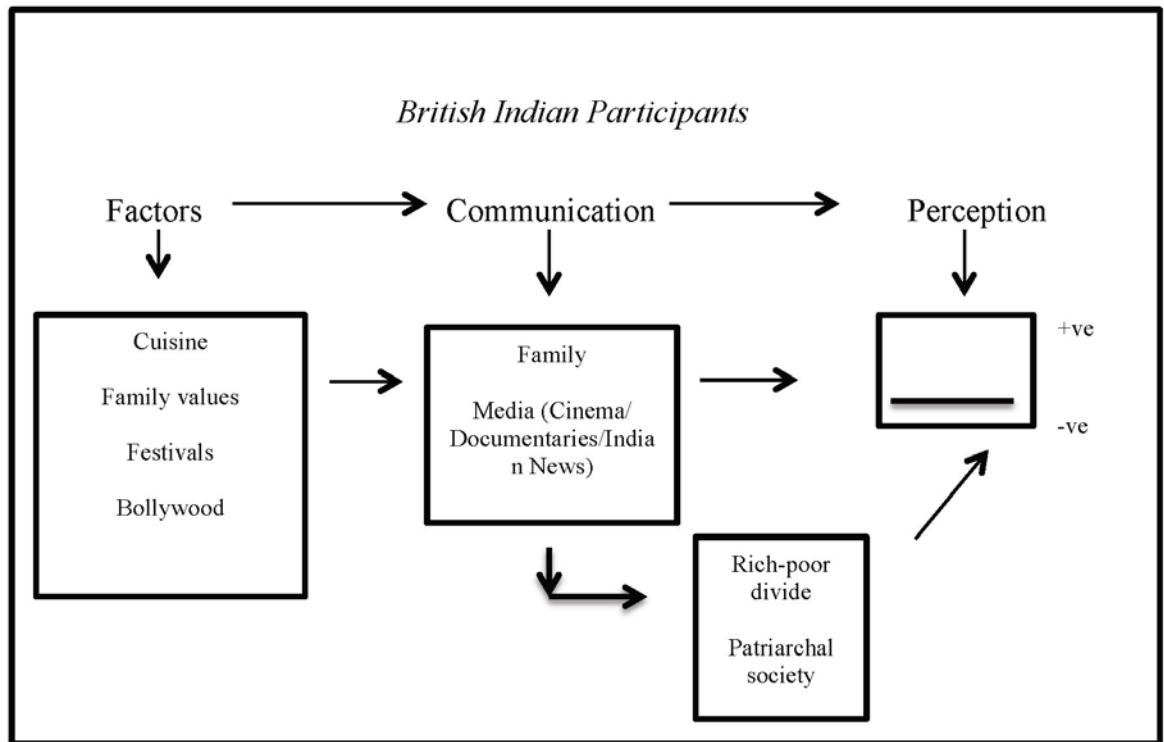 British Indian Participants
Factors
Communication
Perception
Cuisine
Family values
Festivals
Bollywood
Family
Media (Cinema/
Documentaries/India
n News)
+ve
-ve
Rich-poor
divide
Patriarchal
society